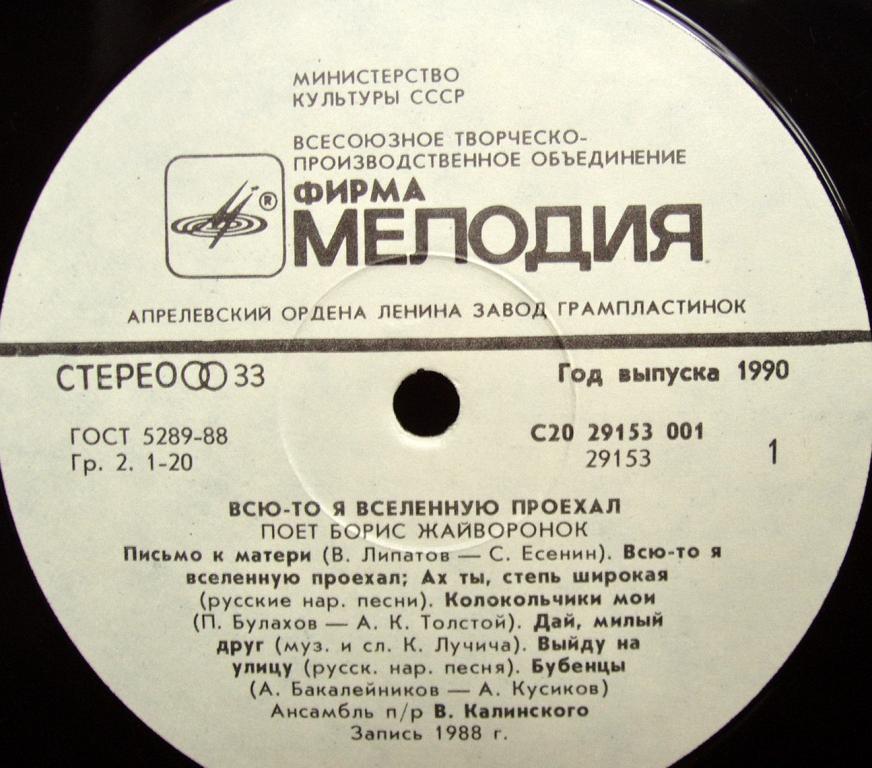 МИНИСТЕРСТВО
КУЛЬТУРЫ СССР
ВСЕСОЮЗНОЕ ТВОРЧЕСКО-
ПРОИЗВОДСТВЕННОЕ ОБЪЕДИНЕНИЕ
®
ФИРМА
МЕЛОДИЯ
АПРЕЛЕВСКИЙ ОРДЕНА ЛЕНИНА ЗАВОД ГРАМПЛАСТИНОК
СТЕРЕО 33
Год выпуска 1990
ГОСТ 5289-88
Гр. 2. 1-20
С20 29153 001
29153
1
ВСЮ-ТО Я ВСЕЛЕННУЮ ПРОЕХАЛ
ПОЕТ БОРИС ЖАЙВОРОНОК
Письмо к матери (В. Липатов — С. Есенин). Всю-то я
вселенную проехал; Ах ты, степь широкая
(русские нар. песни). Колокольчики мои
(П. Булахов — А. К. Толстой). Дай, милый
друг (муз. и сл. К. Лучича). Выйду на
улицу (русск. нар. песня). Бубенцы
(А. Бакалейников — А. Кусиков)
Ансамбль п/р В. Калинского
Запись 1988 г.